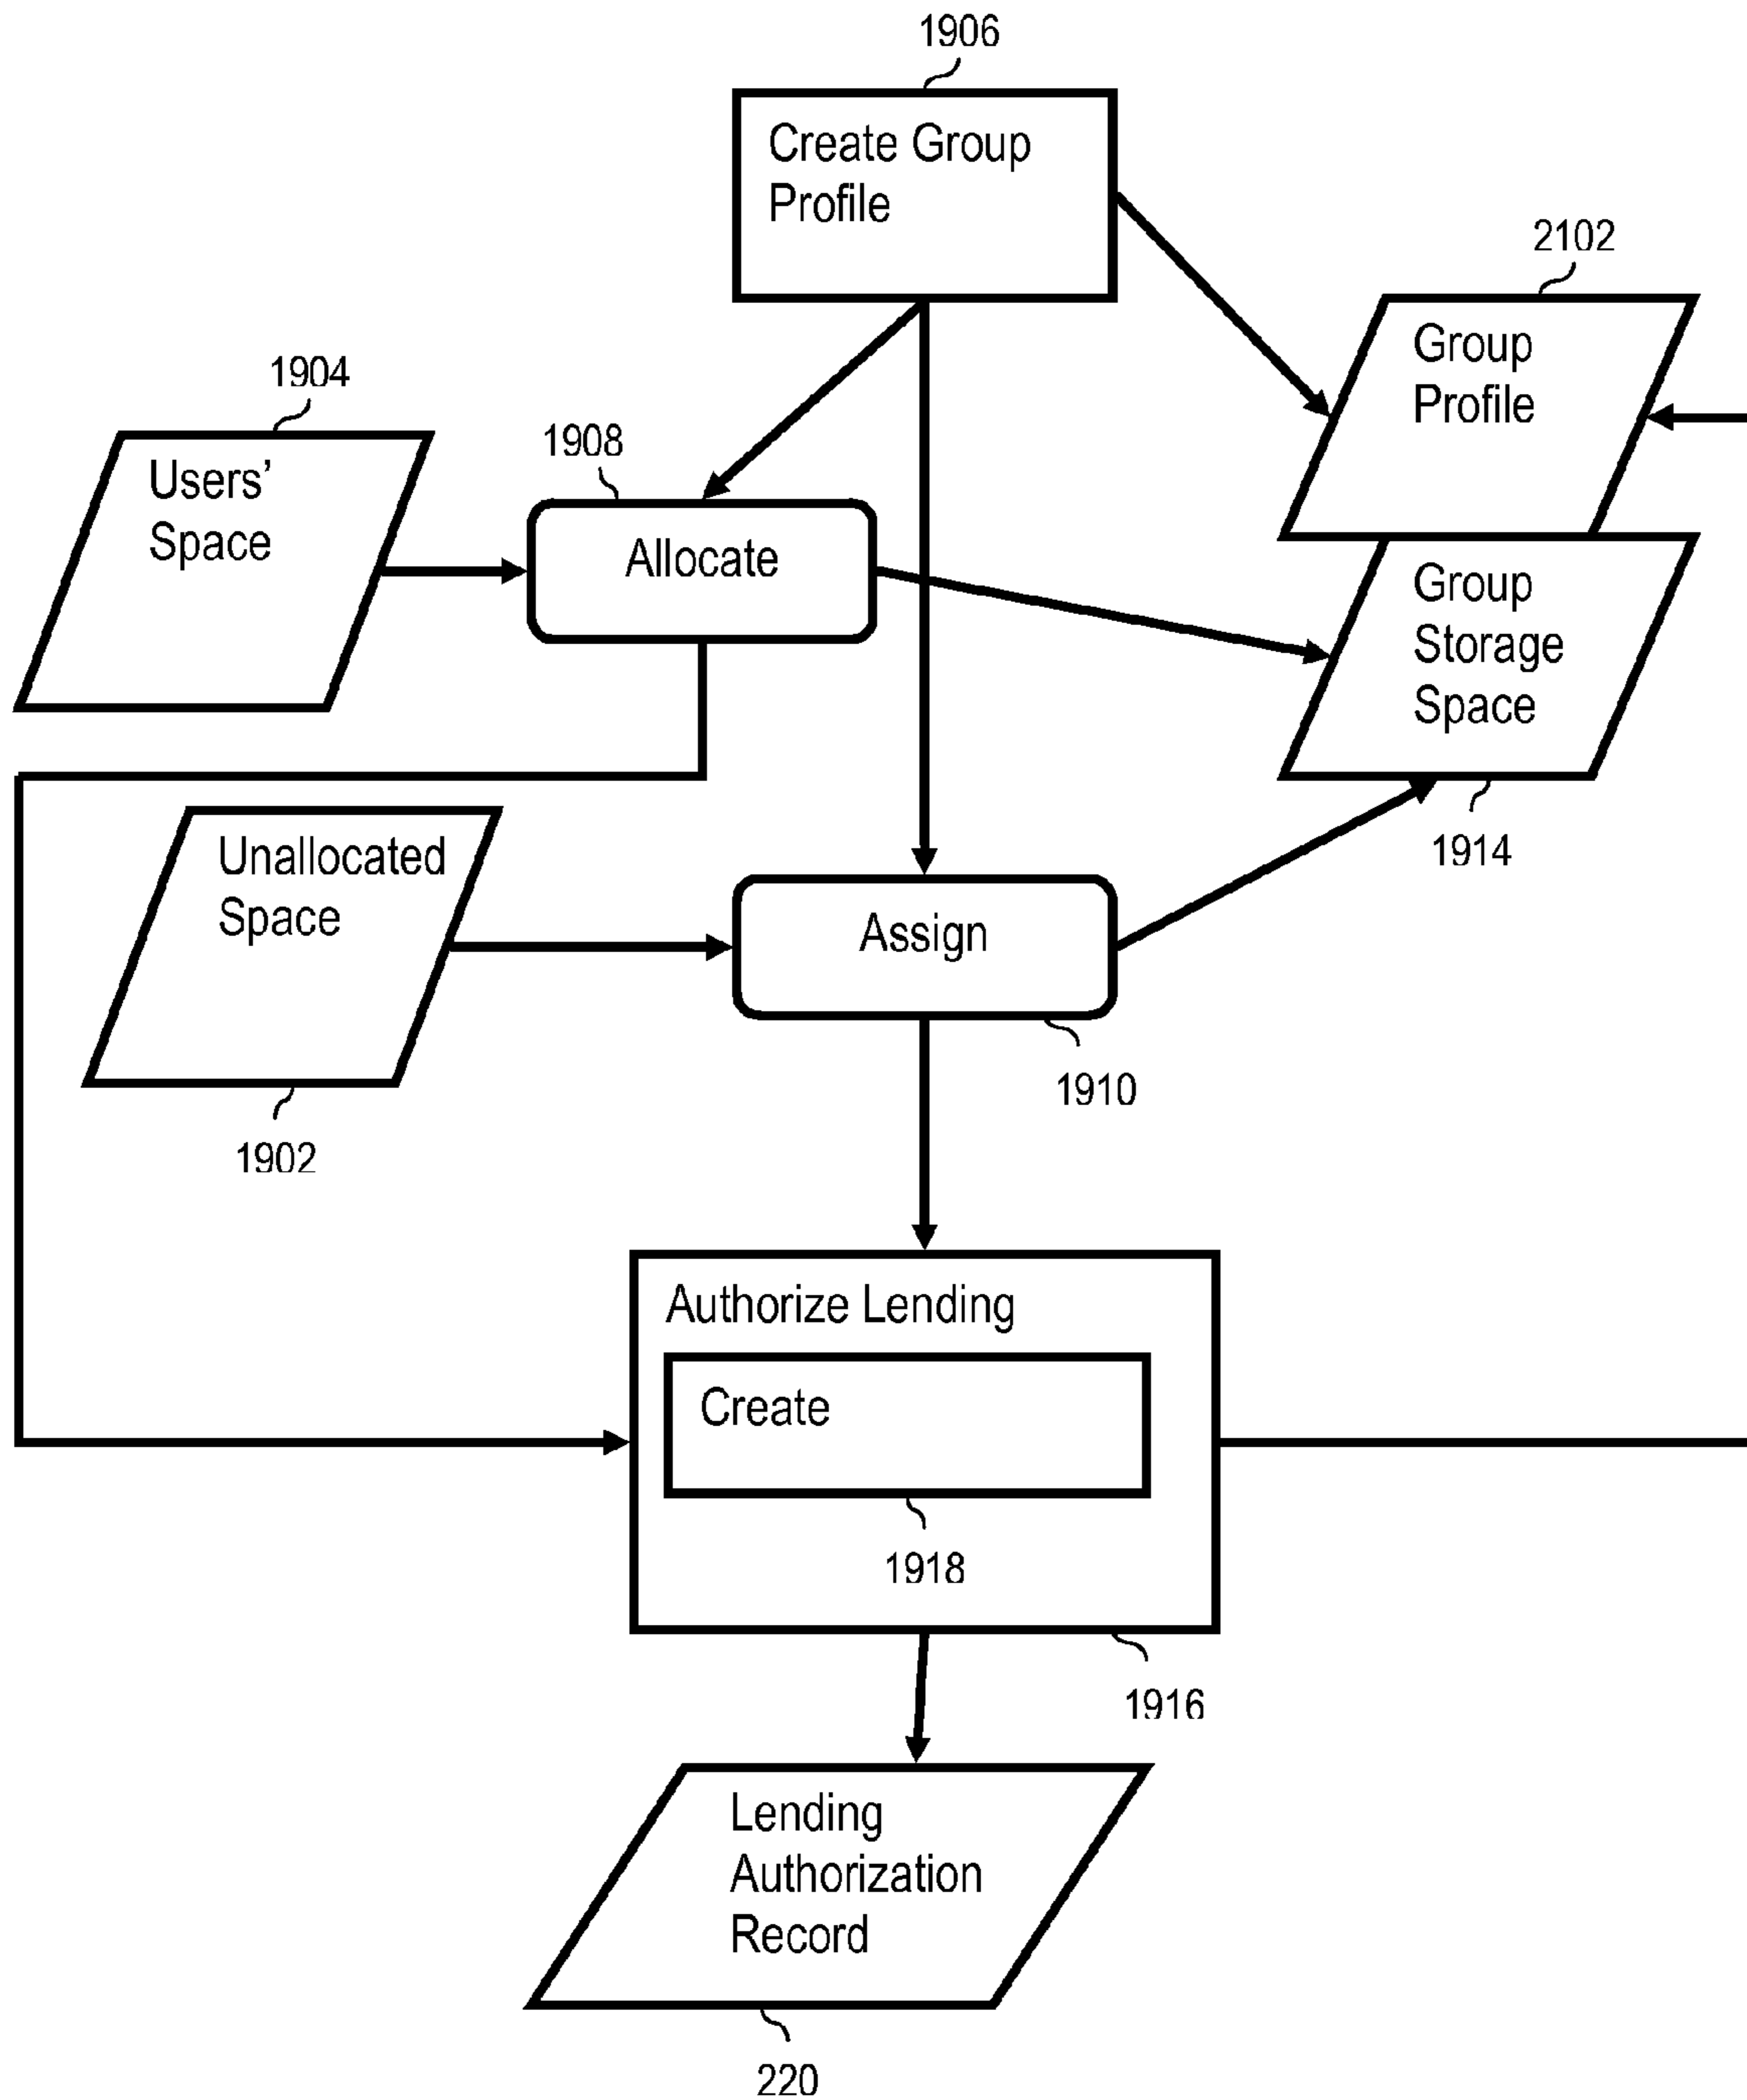 1906
Create Group
Profile
2102
Group
Profile
1904
Users'
Space
1908
Allocate
Group
Storage
Space
1914
Unallocated
Space
1902
Assign
1910
Authorize Lending
Create
1918
1916
Lending
Authorization
Record
220